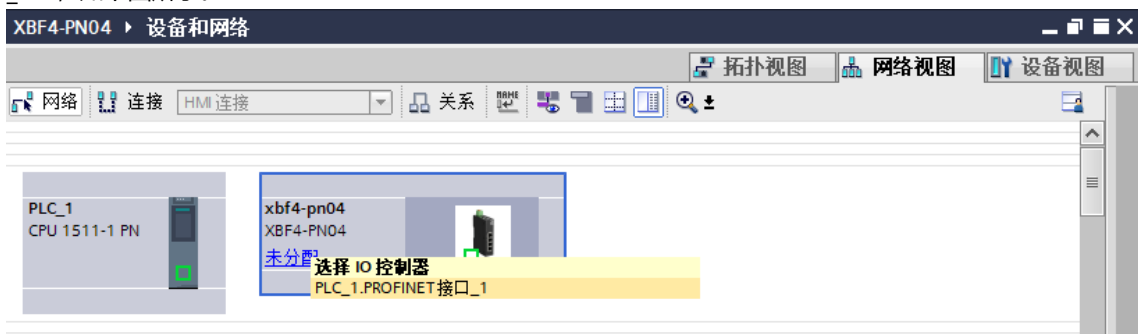 XBF4-PN04 ▸ 设备和网络
拓扑视图 网络视图 设备视图
网络 连接 HMI 连接 关系
PLC_1
CPU 1511-1 PN
xbf4-pn04
XBF4-PN04
未分配
选择 IO 控制器
PLC_1.PROFINET接口_1